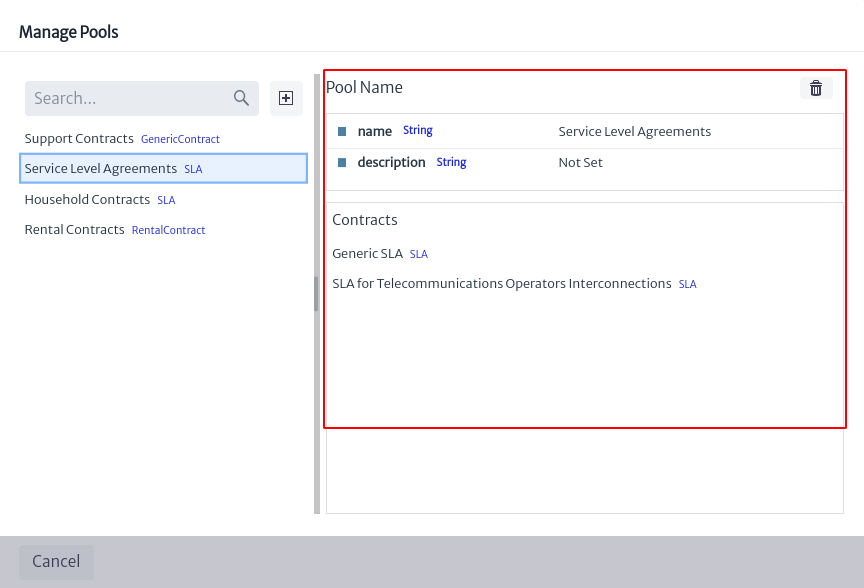 Manage Pools
Search...
Support Contracts GenericContract
Service Level Agreements SLA
Household Contracts SLA
Rental Contracts RentalContract
Pool Name
name String Service Level Agreements
description String Not Set
Contracts
Generic SLA SLA
SLA for Telecommunications Operators Interconnections SLA
Cancel